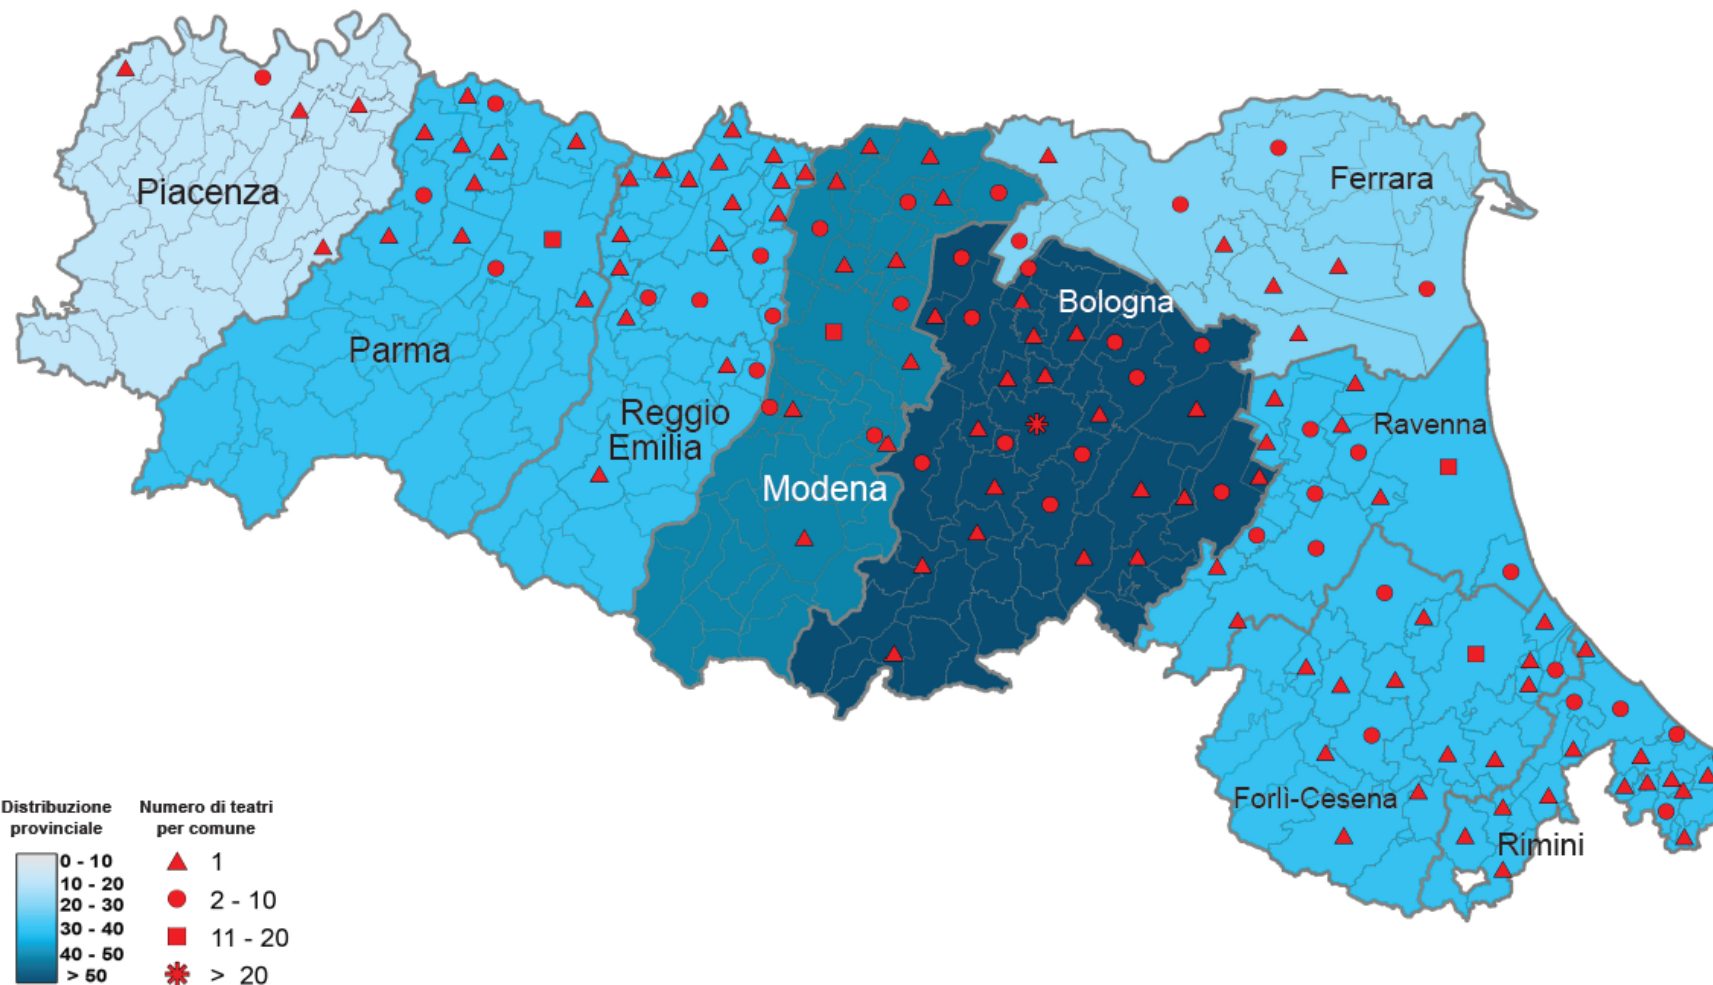 Piacenza
Ferrara
Bologna
Parma
Reggio
Emilia
Ravenna
Modena
Forlì-Cesena
Rimini
Distribuzione
provinciale
0 - 10
10 - 20
20 - 30
30 - 40
40 - 50
> 50
Numero di teatri
per comune
1
2 - 10
11 - 20
> 20